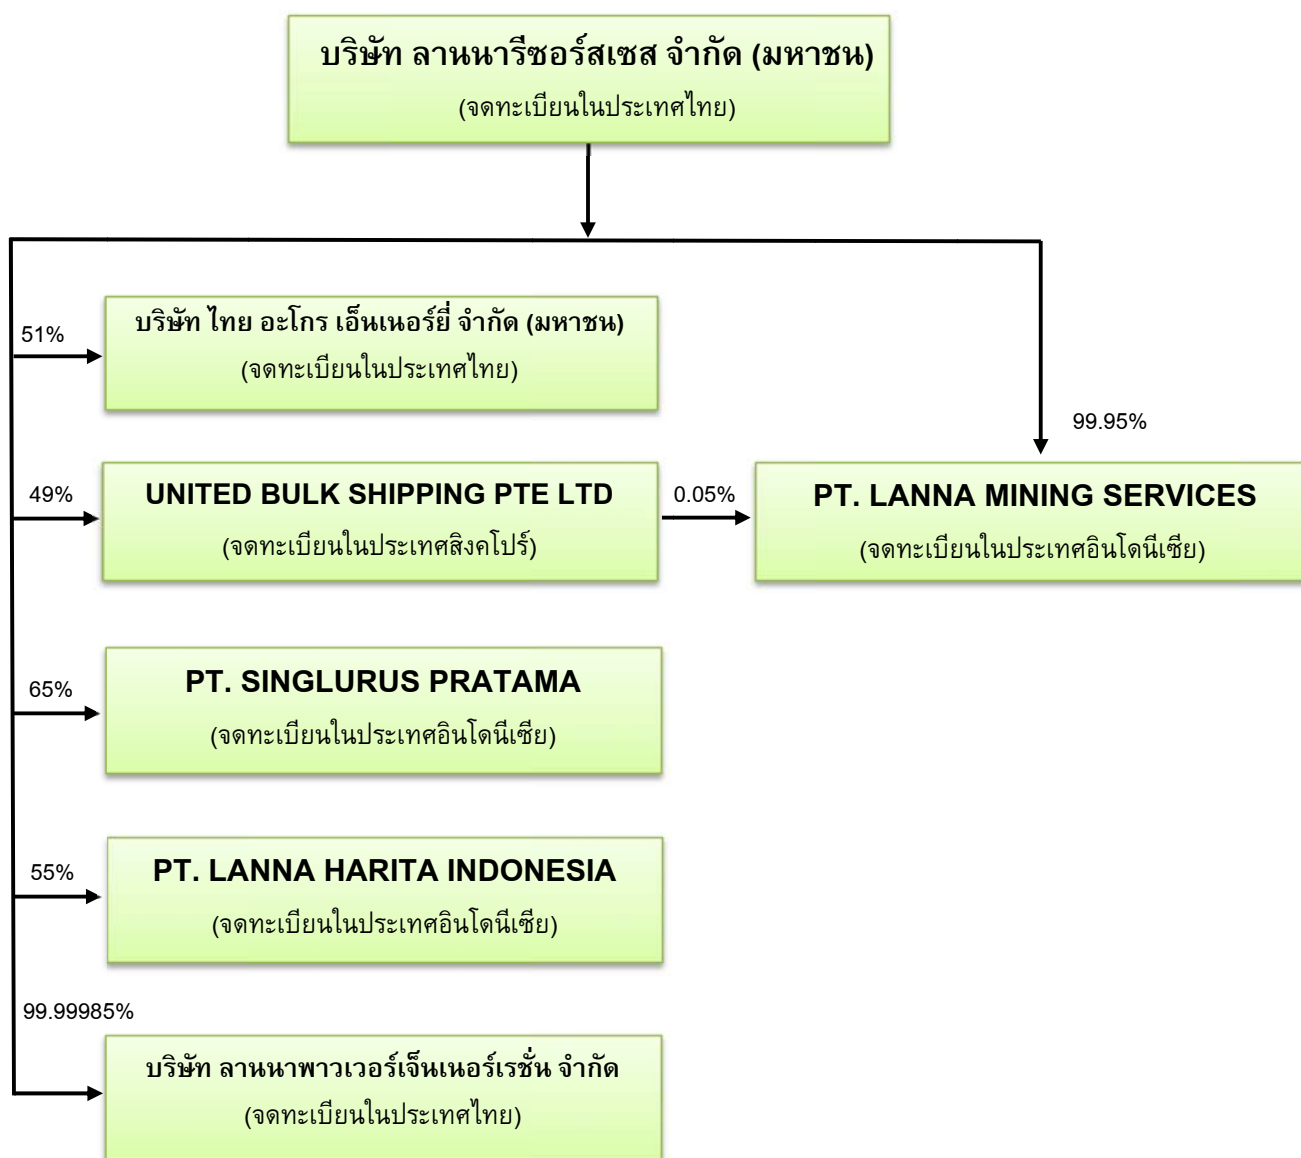 บริษัท ลานนารีซอร์สเซส จำกัด (มหาชน)
(จดทะเบียนในประเทศไทย)
51%
บริษัท ไทย อะโกร เอ็นเนอร์ยี่ จำกัด (มหาชน)
(จดทะเบียนในประเทศไทย)
99.95%
49%
UNITED BULK SHIPPING PTE LTD
(จดทะเบียนในประเทศสิงคโปร์)
0.05%
PT. LANNA MINING SERVICES
(จดทะเบียนในประเทศอินโดนีเซีย)
65%
PT. SINGLURUS PRATAMA
(จดทะเบียนในประเทศอินโดนีเซีย)
55%
PT. LANNA HARITA INDONESIA
(จดทะเบียนในประเทศอินโดนีเซีย)
99.99985%
บริษัท ลานนาพาวเวอร์เจ็นเนอร์เรชั่น จำกัด
(จดทะเบียนในประเทศไทย)